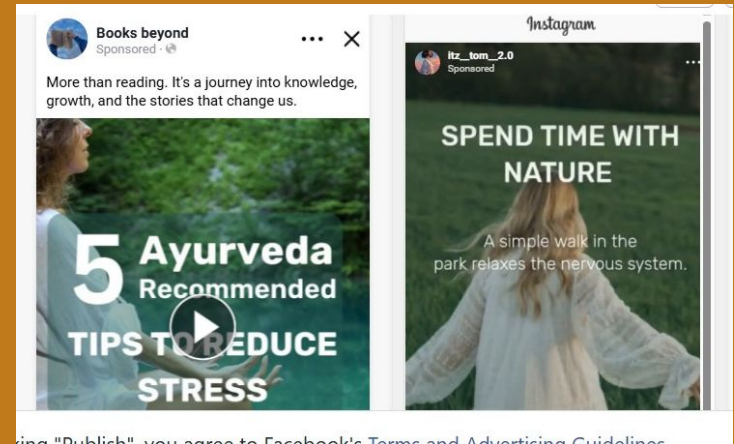 Books beyond
Sponsored ·
More than reading. It's a journey into knowledge,
growth, and the stories that change us.
5 Ayurveda
Recommended
TIPS TO REDUCE
STRESS
Instagram
itz__tom__2.0
Sponsored
SPEND TIME WITH
NATURE
A simple walk in the
park relaxes the nervous system.
"Publish", you agree to Facebook's Terms and Advertising Guidelines